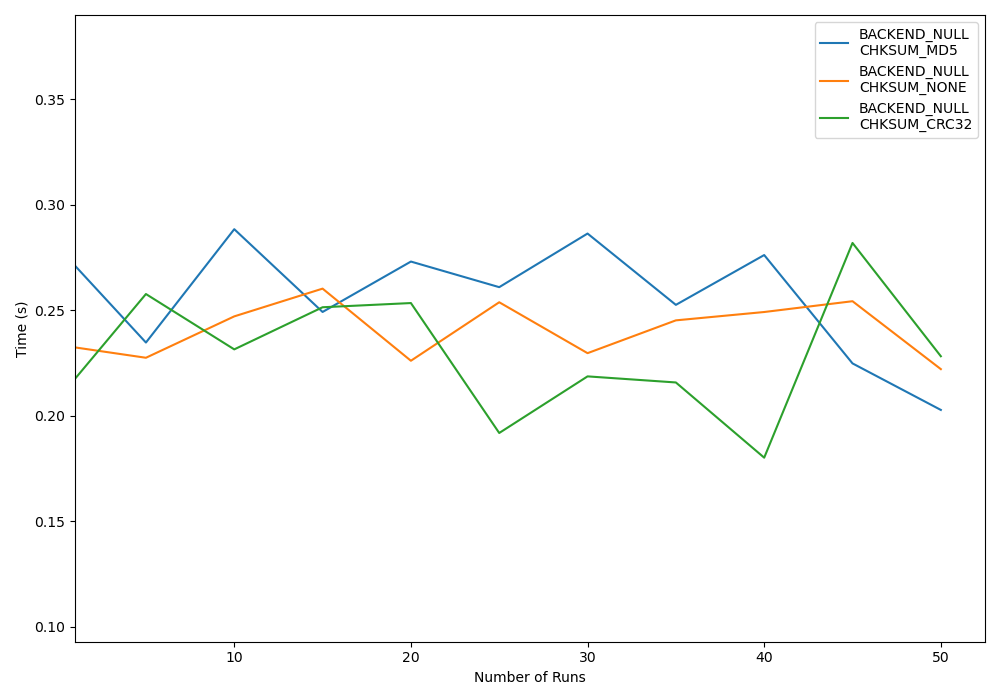 BACKEND_NULL
CHKSUM_MD5
BACKEND_NULL
CHKSUM_NONE
BACKEND_NULL
CHKSUM_CRC32
Time (s)
0.35
0.30
0.25
0.20
0.15
0.10
10 20 30 40 50
Number of Runs